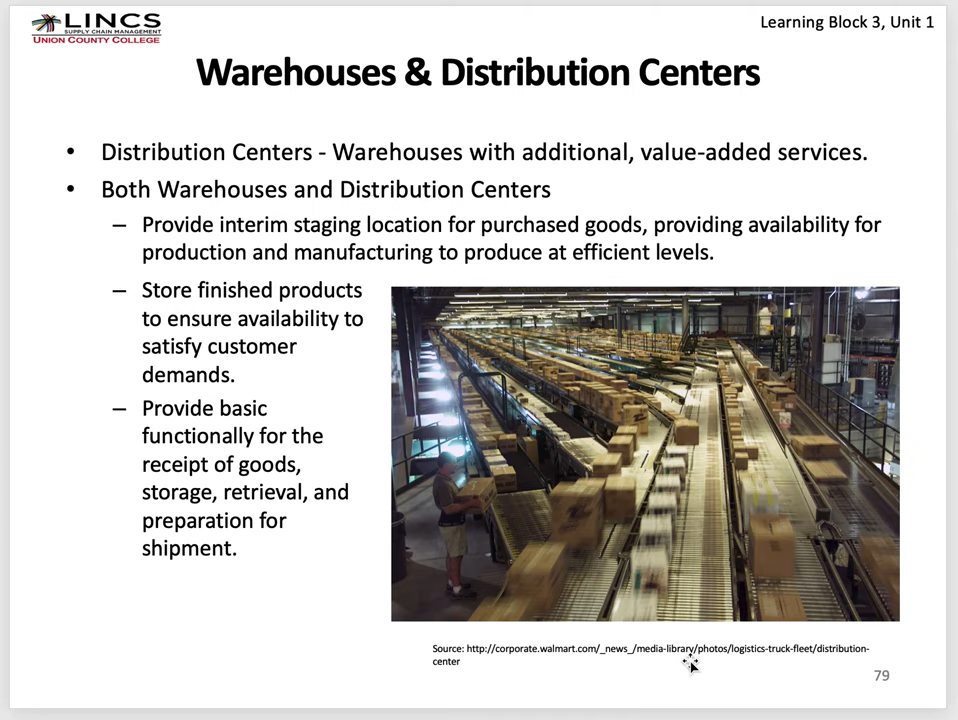 LINCS
SUPPLY CHAIN MANAGEMENT
UNION COUNTY COLLEGE
Learning Block 3, Unit 1
Warehouses & Distribution Centers
• Distribution Centers - Warehouses with additional, value-added services.
• Both Warehouses and Distribution Centers
– Provide interim staging location for purchased goods, providing availability for
production and manufacturing to produce at efficient levels.
– Store finished products
to ensure availability to
satisfy customer
demands.
– Provide basic
functionally for the
receipt of goods,
storage, retrieval, and
preparation for
shipment.
Source: http://corporate.walmart.com/_news_/media-library/photos/logistics-truck-fleet/distribution-
center
79